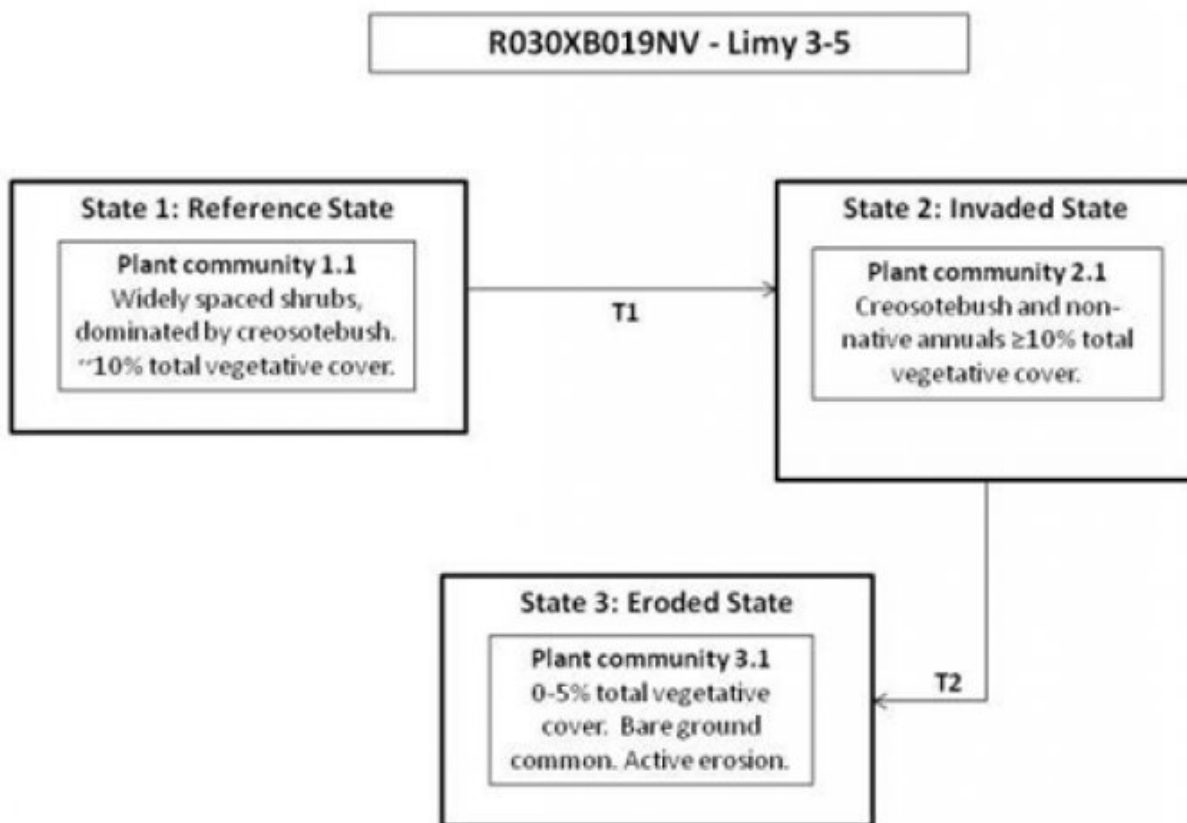 R030XB019NV - Limy 3-5
State 1: Reference State
Plant community 1.1
Widely spaced shrubs,
dominated by creosotebush.
~10% total vegetative cover.
T1
State 2: Invaded State
Plant community 2.1
Creosotebush and non-
native annuals ≥10% total
vegetative cover.
State 3: Eroded State
Plant community 3.1
0-5% total vegetative
cover. Bare ground
common. Active erosion.
T2